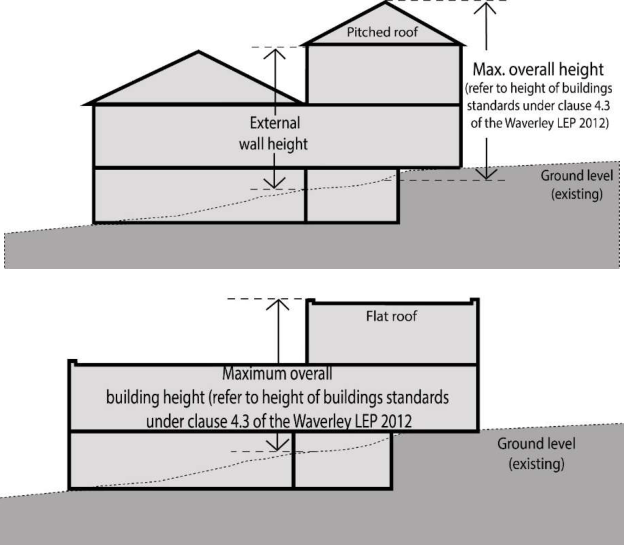 Pitched roof
Max. overall height
(refer to height of buildings
standards under clause 4.3
of the Waverley LEP 2012)
External
wall height
Ground level
(existing)
Flat roof
Maximum overall
building height (refer to height of buildings standards
under clause 4.3 of the Waverley LEP 2012
Ground level
(existing)